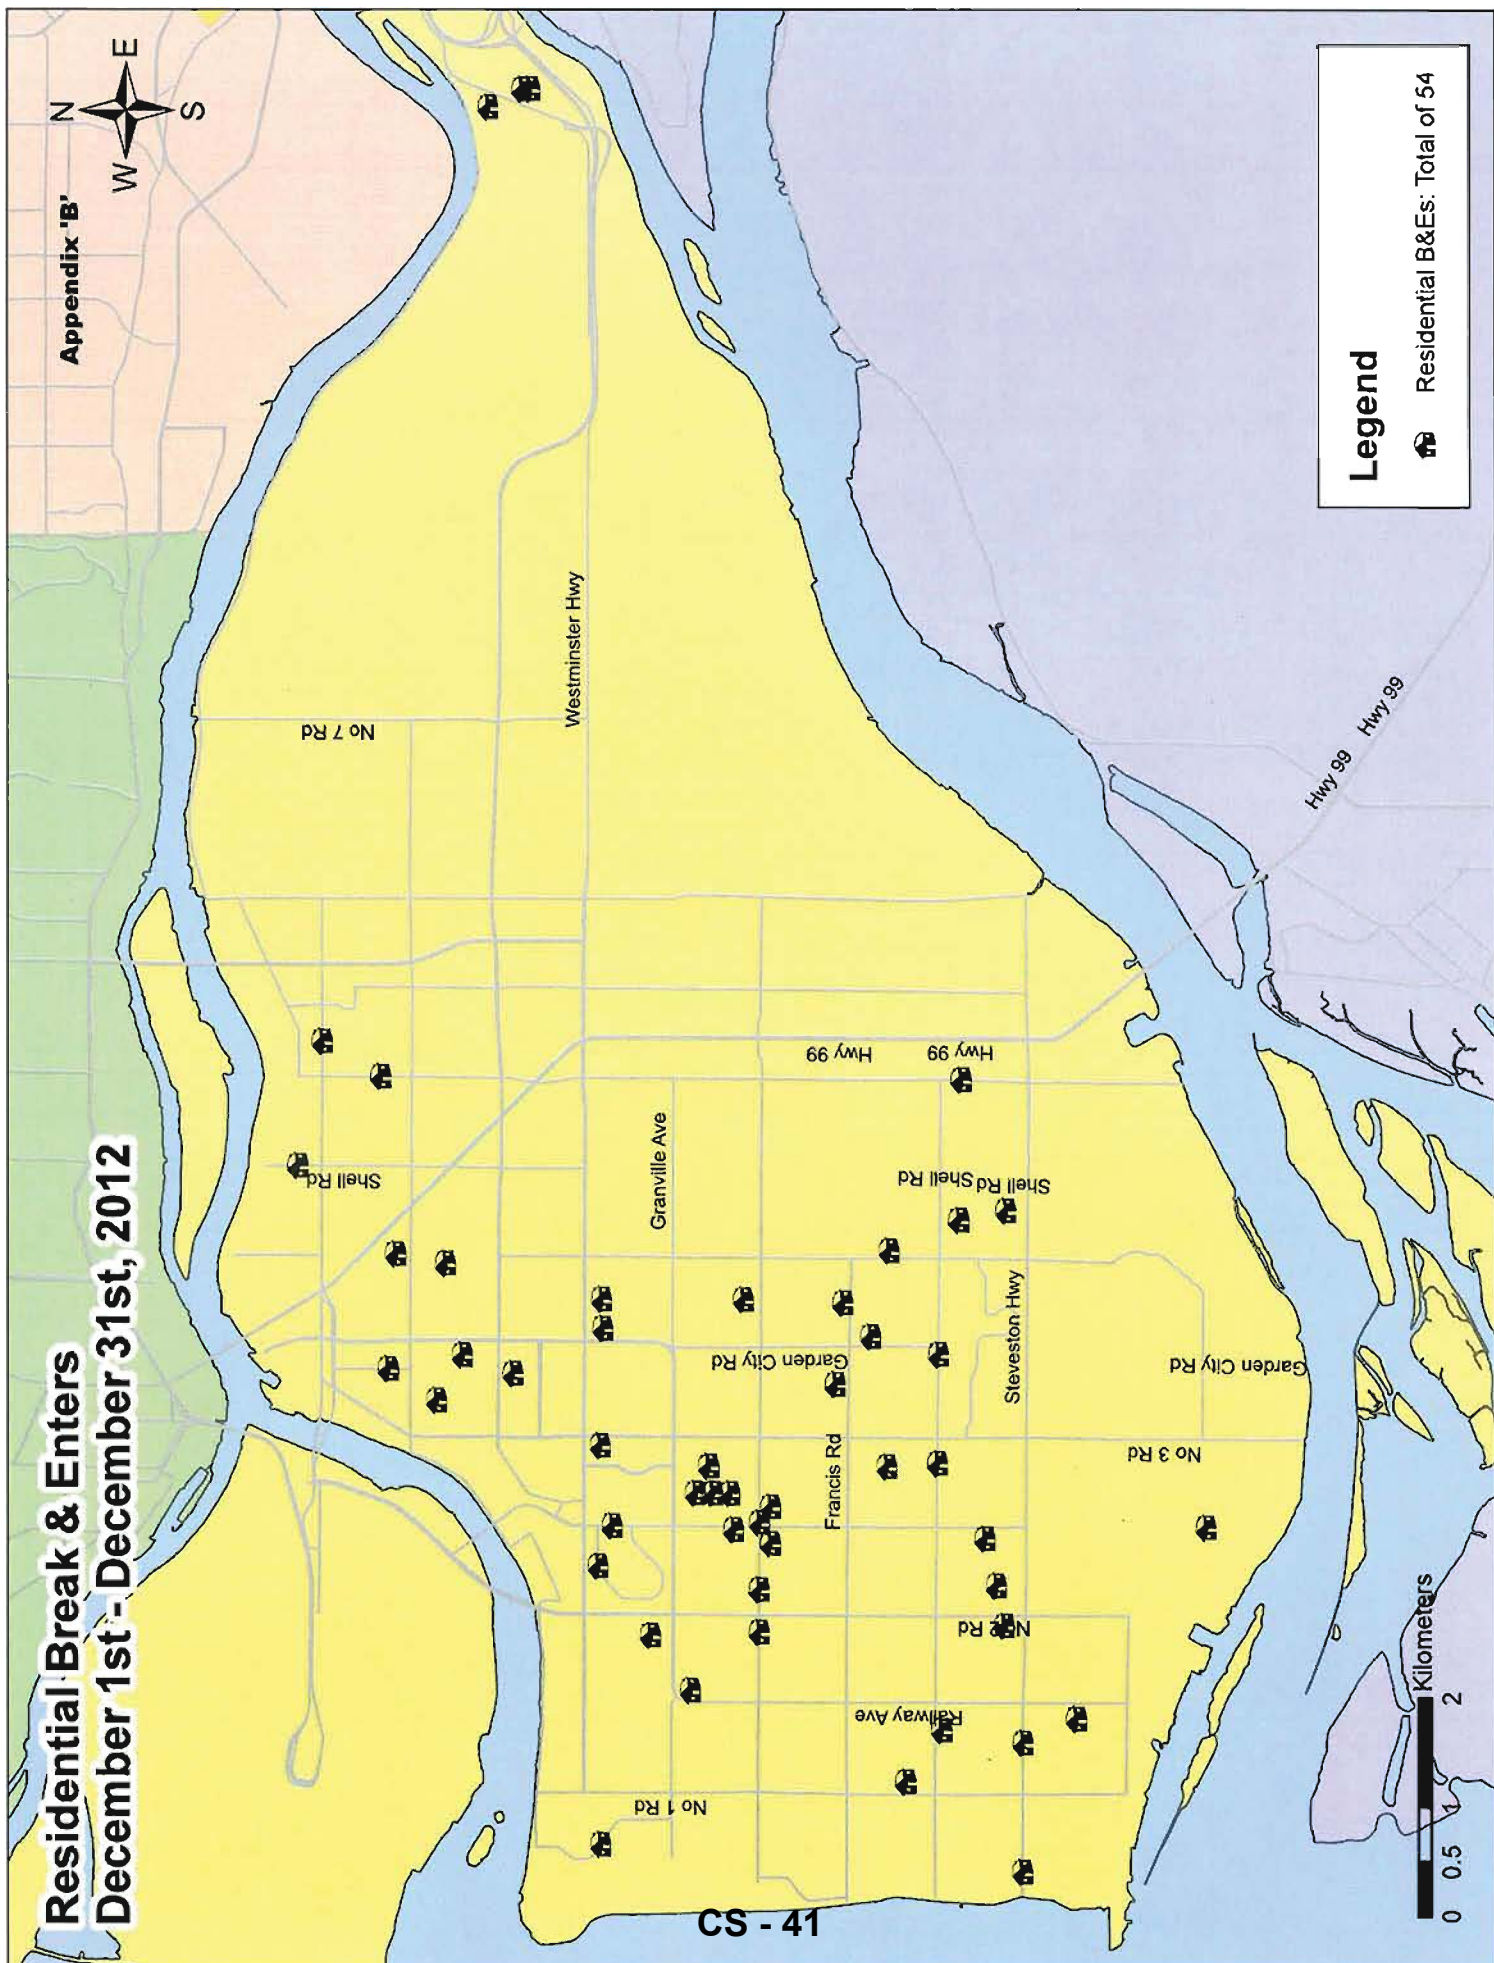 Residential Break & Enters
December 1st - December 31st, 2012
Appendix 'B'
N
W
E
S
No 7 Rd
Westminster Hwy
Shell Rd
Granville Ave
Hwy 99
Hwy 99
Shell Rd
Shell Rd
Garden City Rd
Steveston Hwy
Garden City Rd
Francis Rd
No 3 Rd
No 2 Rd
Railway Ave
No 1 Rd
Hwy 99
Hwy 99
Legend
Residential B&Es: Total of 54
0 0.5 1 2
Kilometers
CS - 41